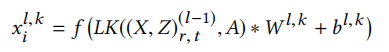 x_i^{l,k} = f(LK((X, Z)_{r,t}^{(l-1)}, A) * W^{l,k} + b^{l,k})